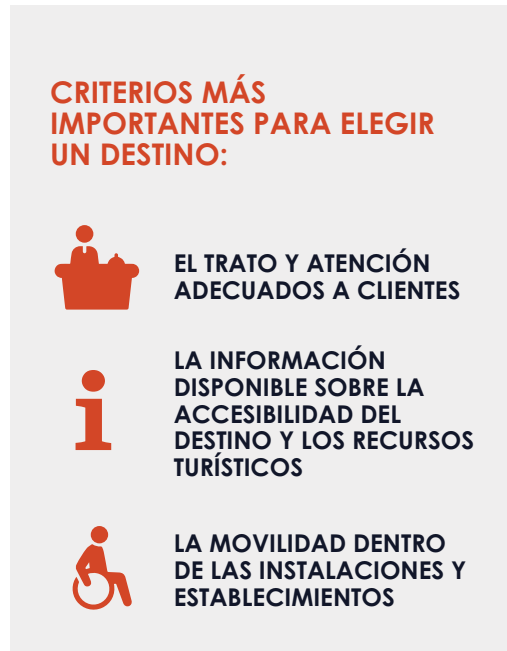 CRITERIOS MÁS
IMPORTANTES PARA ELEGIR
UN DESTINO:
EL TRATO Y ATENCIÓN
ADECUADOS A CLIENTES
LA INFORMACIÓN
DISPONIBLE SOBRE LA
ACCESIBILIDAD DEL
DESTINO Y LOS RECURSOS
TURÍSTICOS
LA MOVILIDAD DENTRO
DE LAS INSTALACIONES Y
ESTABLECIMIENTOS